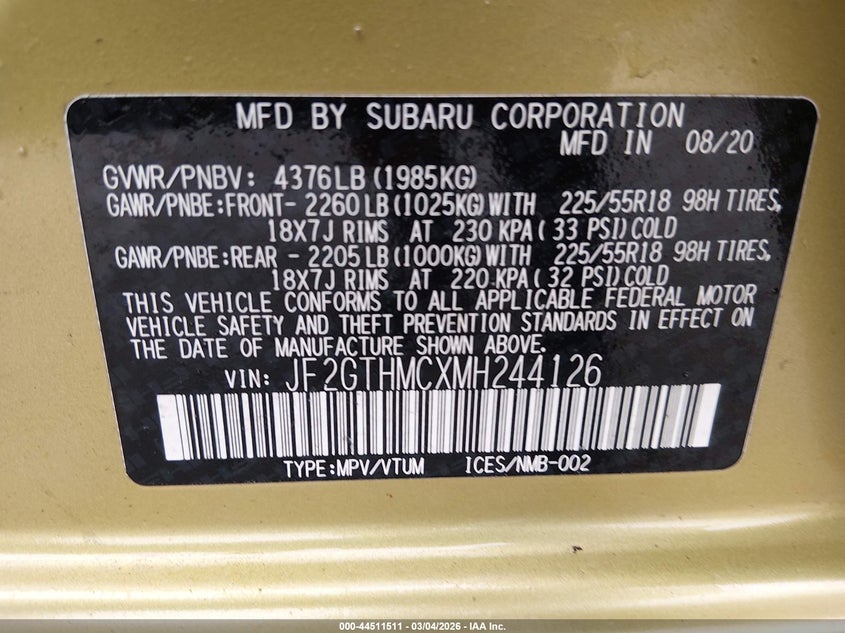 MFD BY SUBARU CORPORATION
MFD IN 08/20
GVWR/PNBV: 4376LB (1985KG)
GAWR/PNBE:FRONT- 2260LB (1025KG) WITH 225/55R18 98H TIRES,
18X7J RIMS AT 230 KPA ( 33 PSI) COLD
GAWR/PNBE:REAR - 2205LB (1000KG) WITH 225/55R18 98H TIRES,
18X7J RIMS AT 220 KPA ( 32 PSI) COLD
THIS VEHICLE CONFORMS TO ALL APPLICABLE FEDERAL MOTOR
VEHICLE SAFETY AND THEFT PREVENTION STANDARDS IN EFFECT ON
THE DATE OF MANUFACTURE SHOWN ABOVE.
VIN: JF2GTHMCXMH244126
TYPE:MPV/VTUM ICES/NMB-002
000-44511511 - 03/04/2026 - IAA Inc.